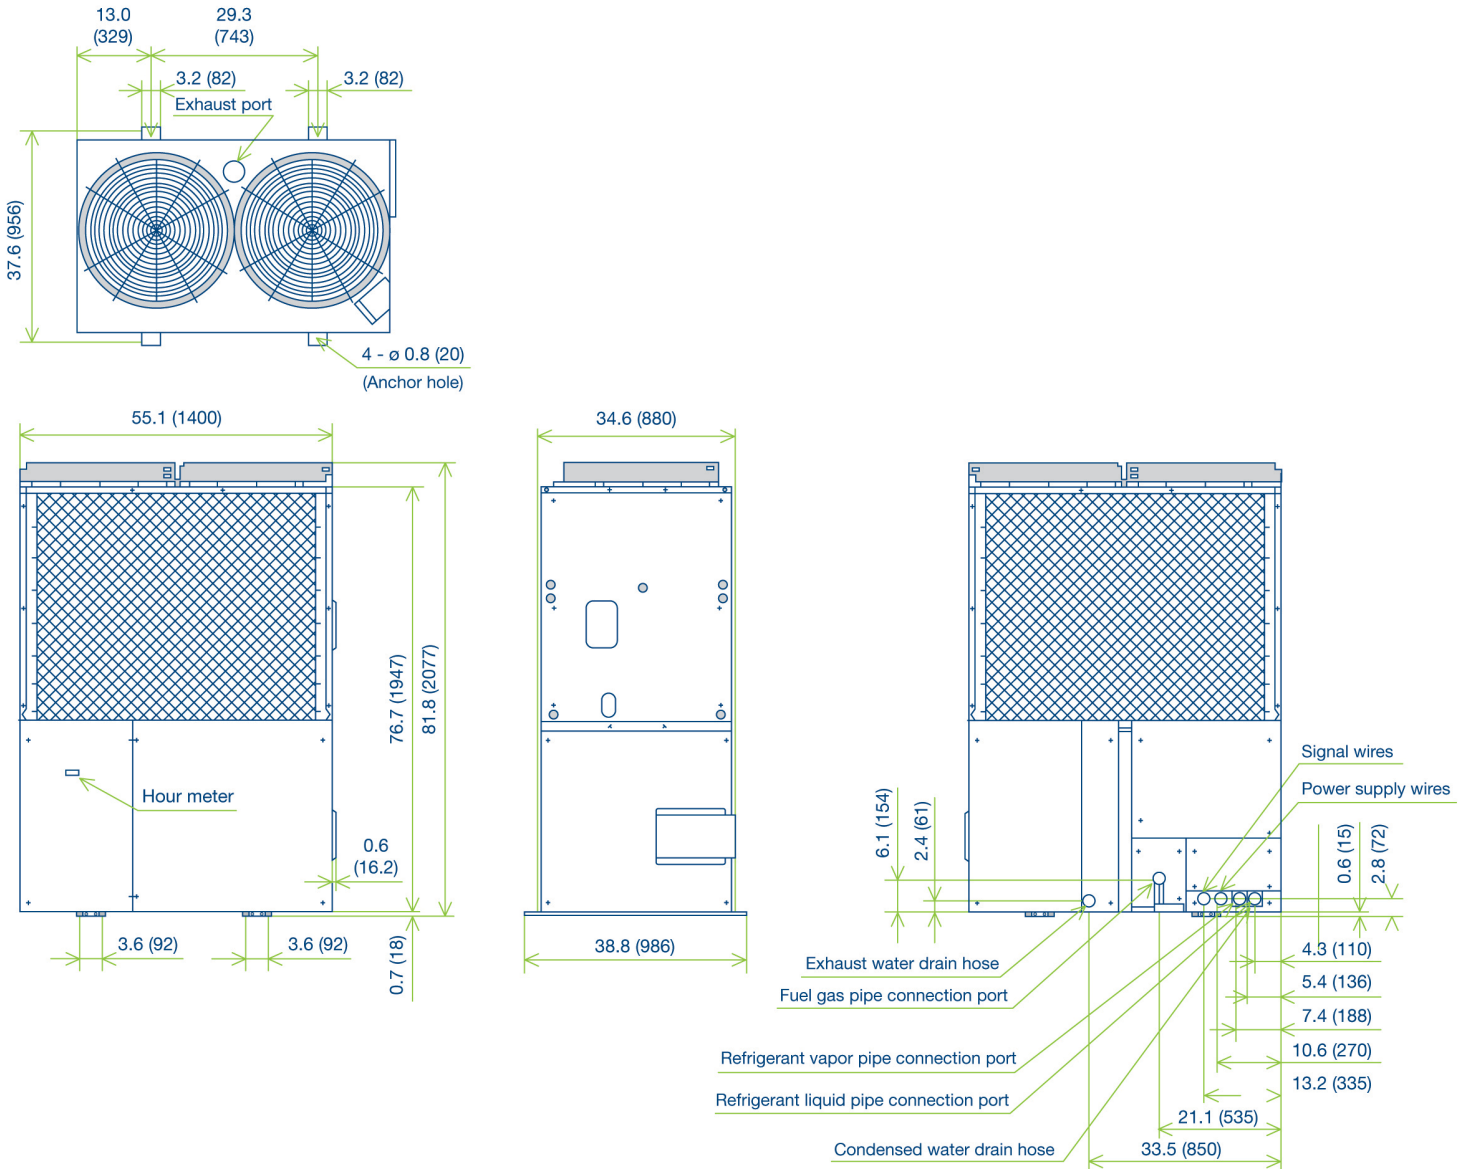 13.0
(329)
29.3
(743)
3.2 (82)
3.2 (82)
Exhaust port
37.6 (956)
4 - ø 0.8 (20)
(Anchor hole)
55.1 (1400)
34.6 (880)
76.7 (1947)
81.8 (2077)
Hour meter
0.6
(16.2)
3.6 (92)
3.6 (92)
0.7 (18)
38.8 (986)
Signal wires
Power supply wires
6.1 (154)
2.4 (61)
0.6 (15)
2.8 (72)
Exhaust water drain hose
Fuel gas pipe connection port
Refrigerant vapor pipe connection port
Refrigerant liquid pipe connection port
Condensed water drain hose
4.3 (110)
5.4 (136)
7.4 (188)
10.6 (270)
13.2 (335)
21.1 (535)
33.5 (850)